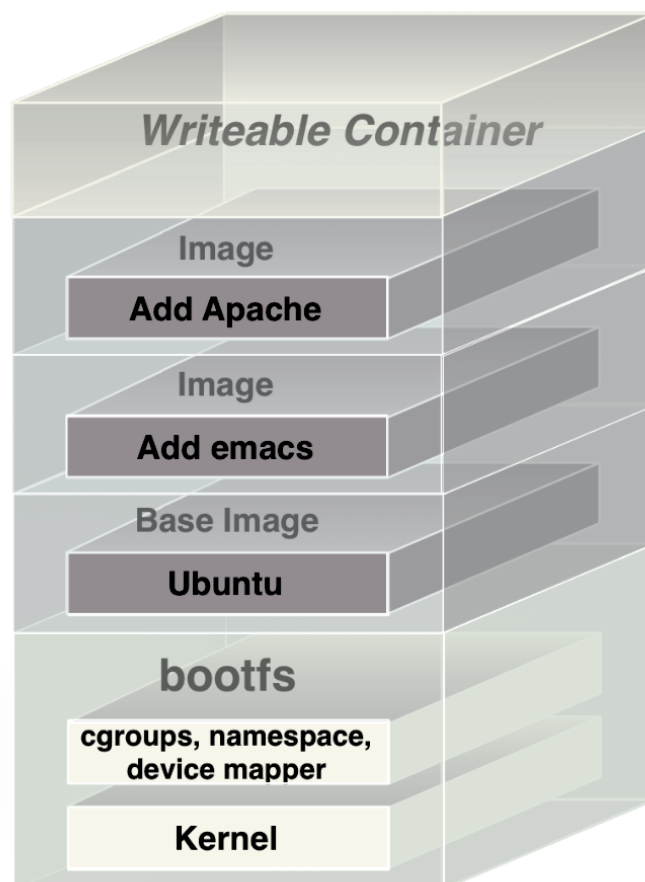 Writeable Container
Image
Add Apache
Image
Add emacs
Base Image
Ubuntu
bootfs
cgroups, namespace,
device mapper
Kernel